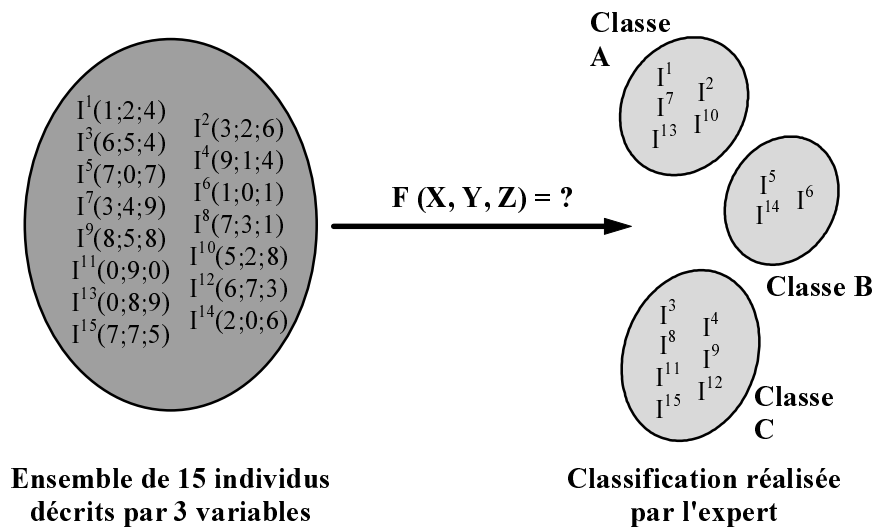 I¹(1;2;4)
I³(6;5;4)
I⁵(7;0;7)
I⁷(3;4;9)
I⁹(8;5;8)
I¹¹(0;9;0)
I¹³(0;8;9)
I¹⁵(7;7;5)
I²(3;2;6)
I⁴(9;1;4)
I⁶(1;0;1)
I⁸(7;3;1)
I¹⁰(5;2;8)
I¹²(6;7;3)
I¹⁴(2;0;6)
Ensemble de 15 individus
décrits par 3 variables
F (X, Y, Z) = ?
Classe
A
I¹
I⁷ I²
I¹³ I¹⁰
I⁵
I¹⁴ I⁶
Classe B
I³
I⁸ I⁴
I¹¹ I⁹
I¹⁵ I¹²
Classe
C
Classification réalisée
par l'expert